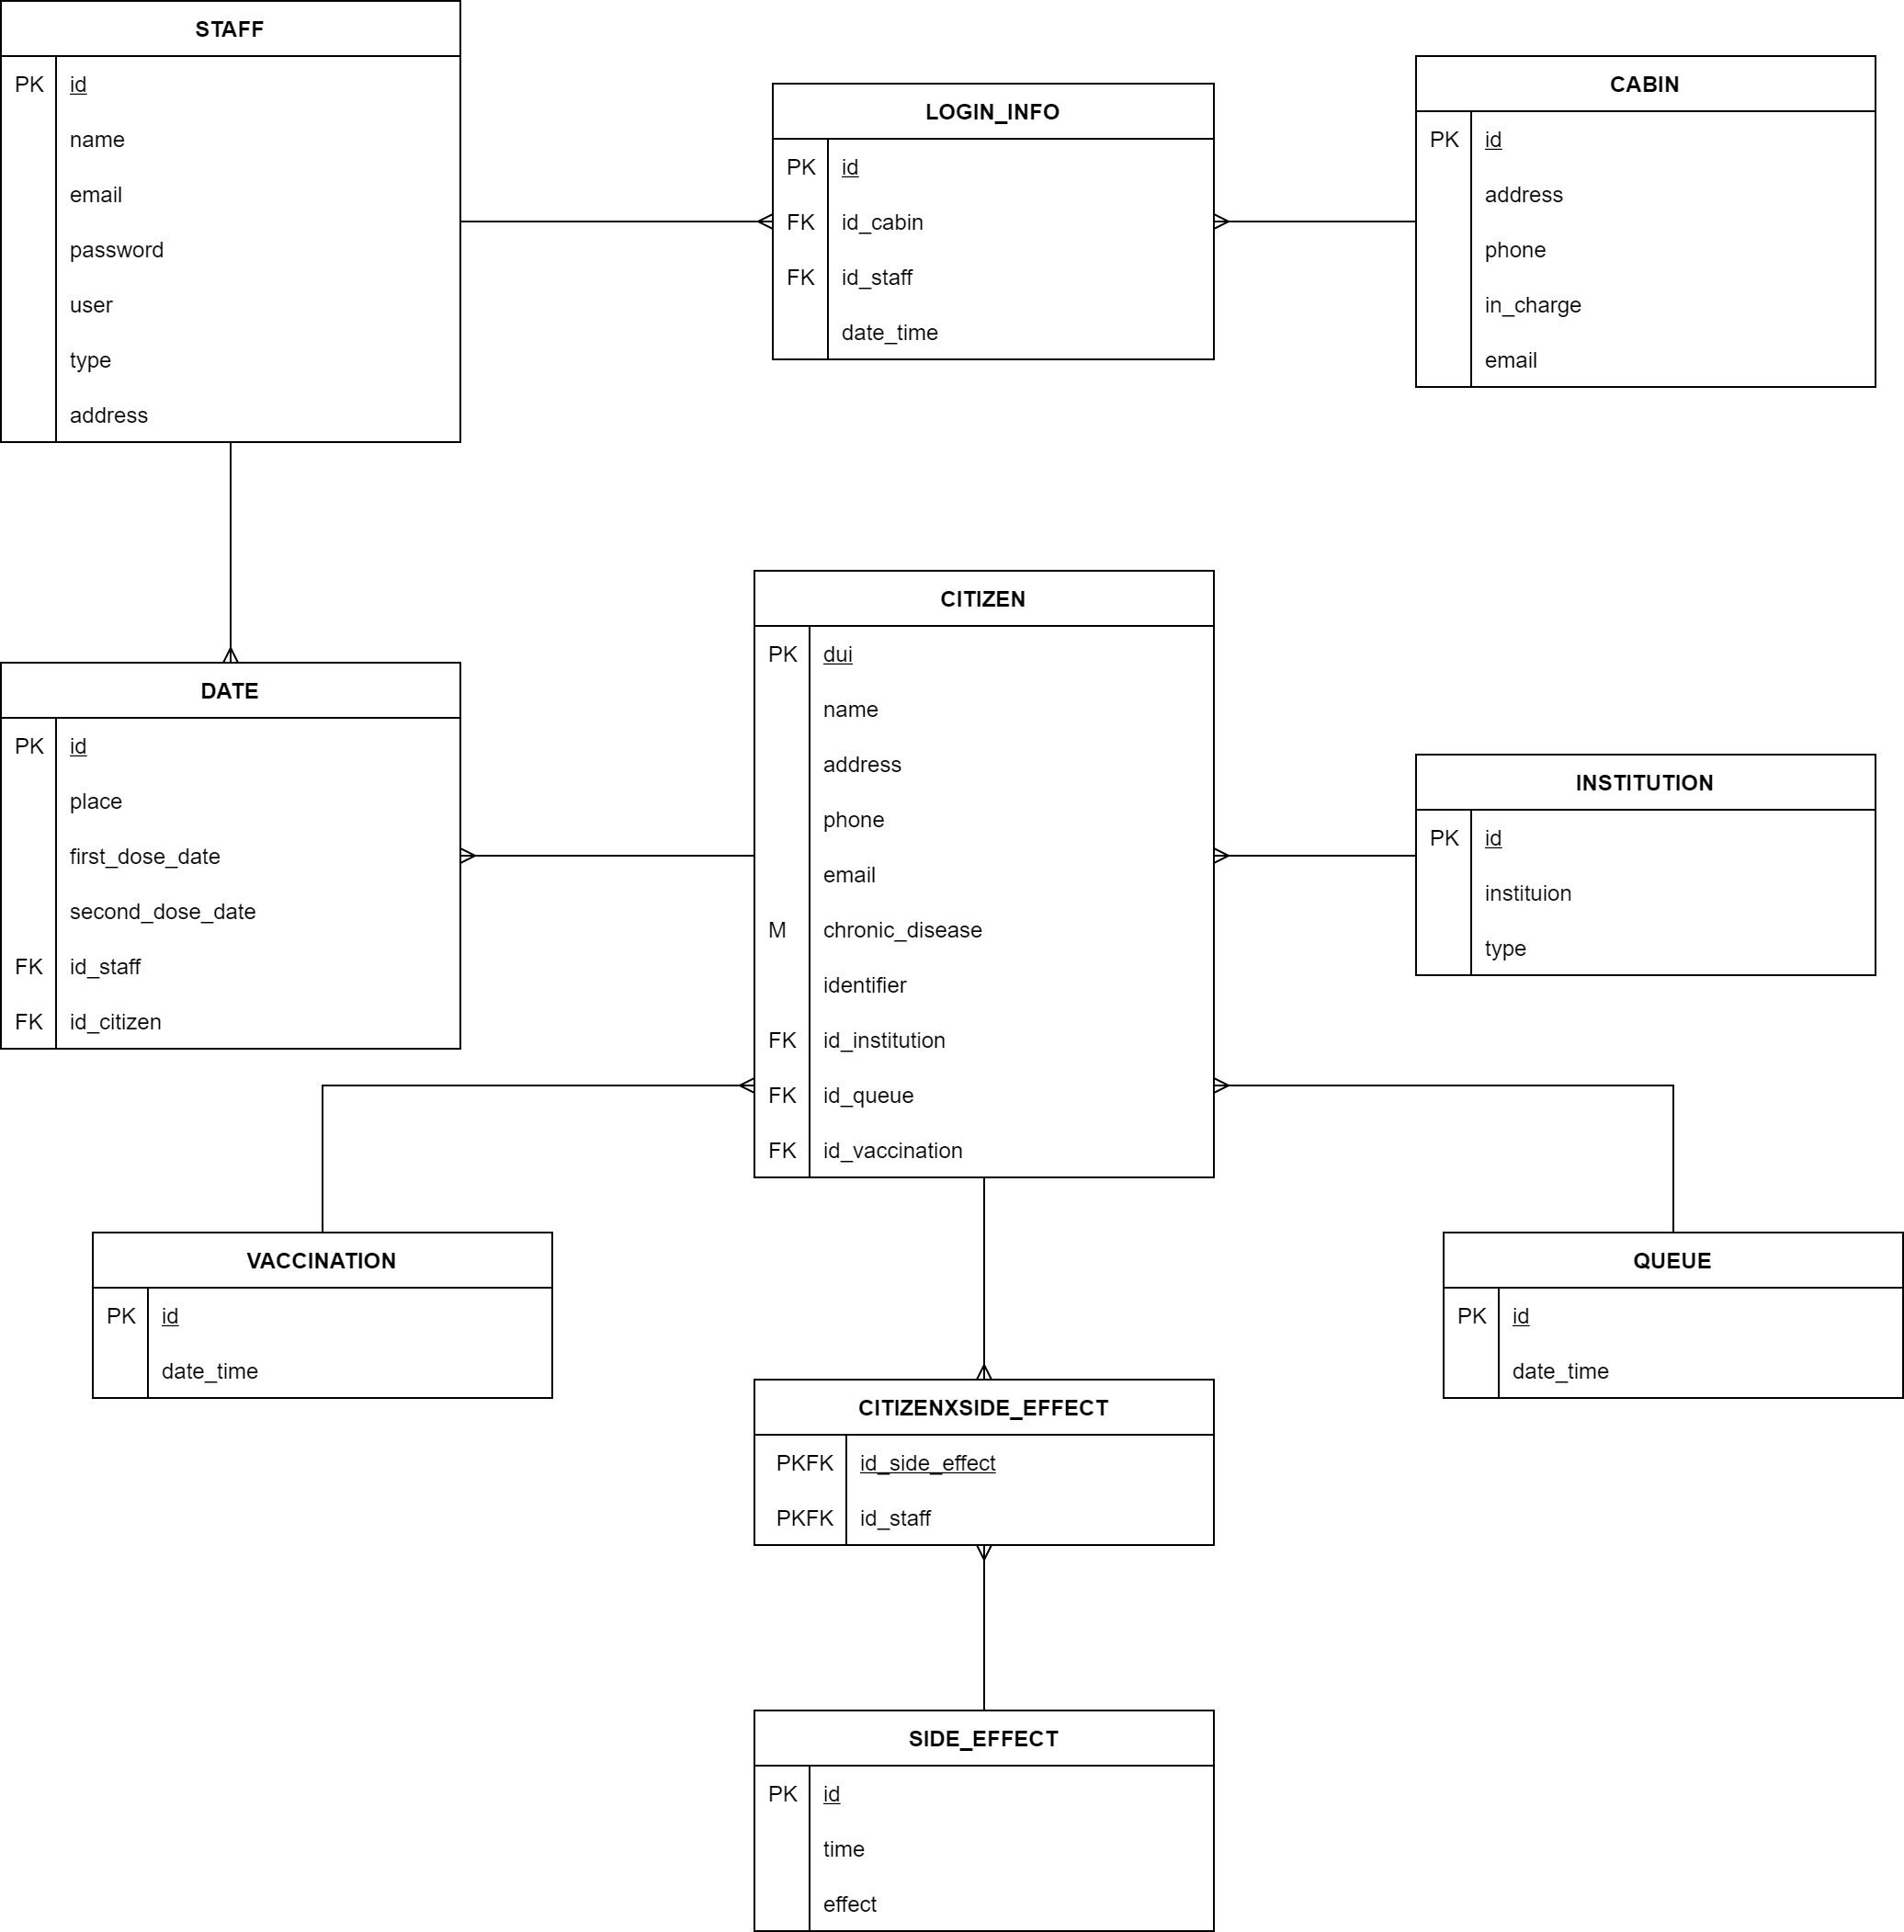 STAFF
PK id
name
email
password
user
type
address
LOGIN_INFO
PK id
FK id_cabin
FK id_staff
date_time
CABIN
PK id
address
phone
in_charge
email
DATE
PK id
place
first_dose_date
second_dose_date
FK id_staff
FK id_citizen
CITIZEN
PK dui
name
address
phone
email
M chronic_disease
identifier
FK id_institution
FK id_queue
FK id_vaccination
INSTITUTION
PK id
instituion
type
VACCINATION
PK id
date_time
QUEUE
PK id
date_time
CITIZENXSIDE_EFFECT
PKFK id_side_effect
PKFK id_staff
SIDE_EFFECT
PK id
time
effect